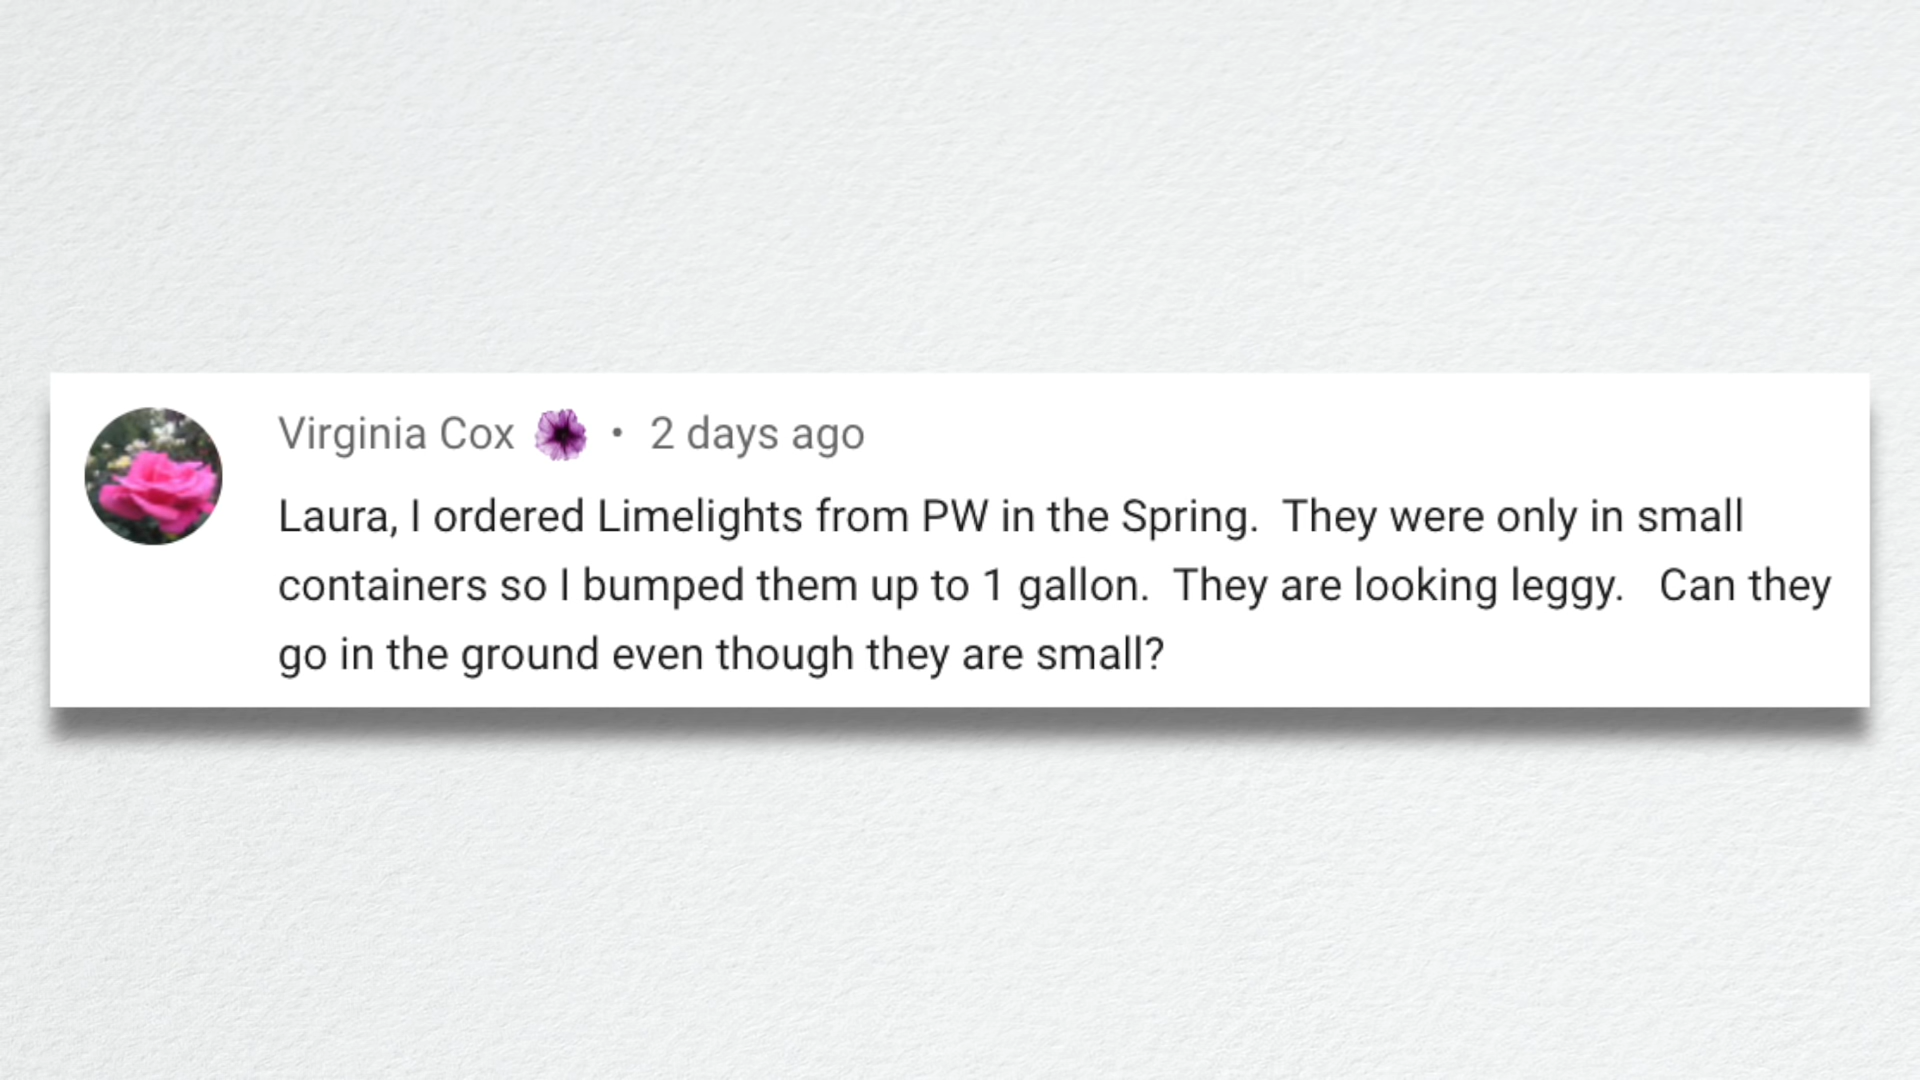 Virginia Cox • 2 days ago
Laura, I ordered Limelights from PW in the Spring.  They were only in small
containers so I bumped them up to 1 gallon.  They are looking leggy.   Can they
go in the ground even though they are small?